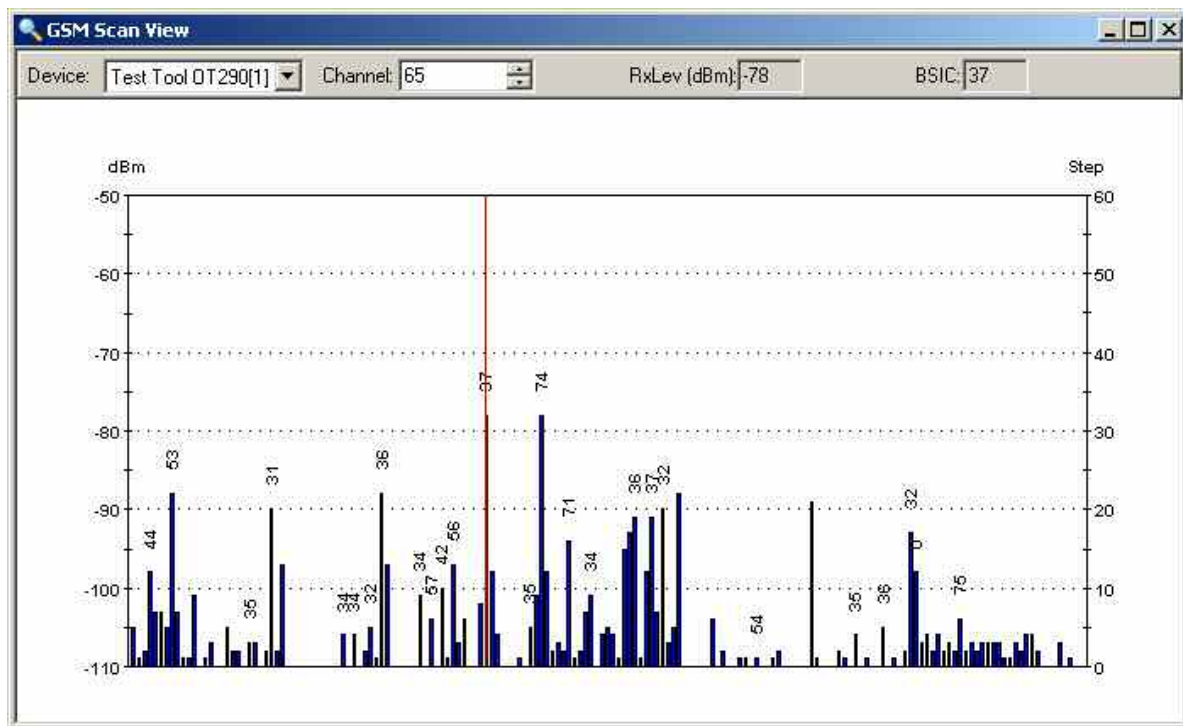 GSM Scan View
Device: Test Tool OT290[1] Channel: 65 RxLev (dBm): -78 BSIC: 37
dBm Step
-50 60
-60 50
-70 40
37 74
-80 30
53 31 36 36 37 32
-90 20
44 34 42 56 71 34 32 0
57
-100 10
35 34 34 32 35 54 35 36 75
-110 0